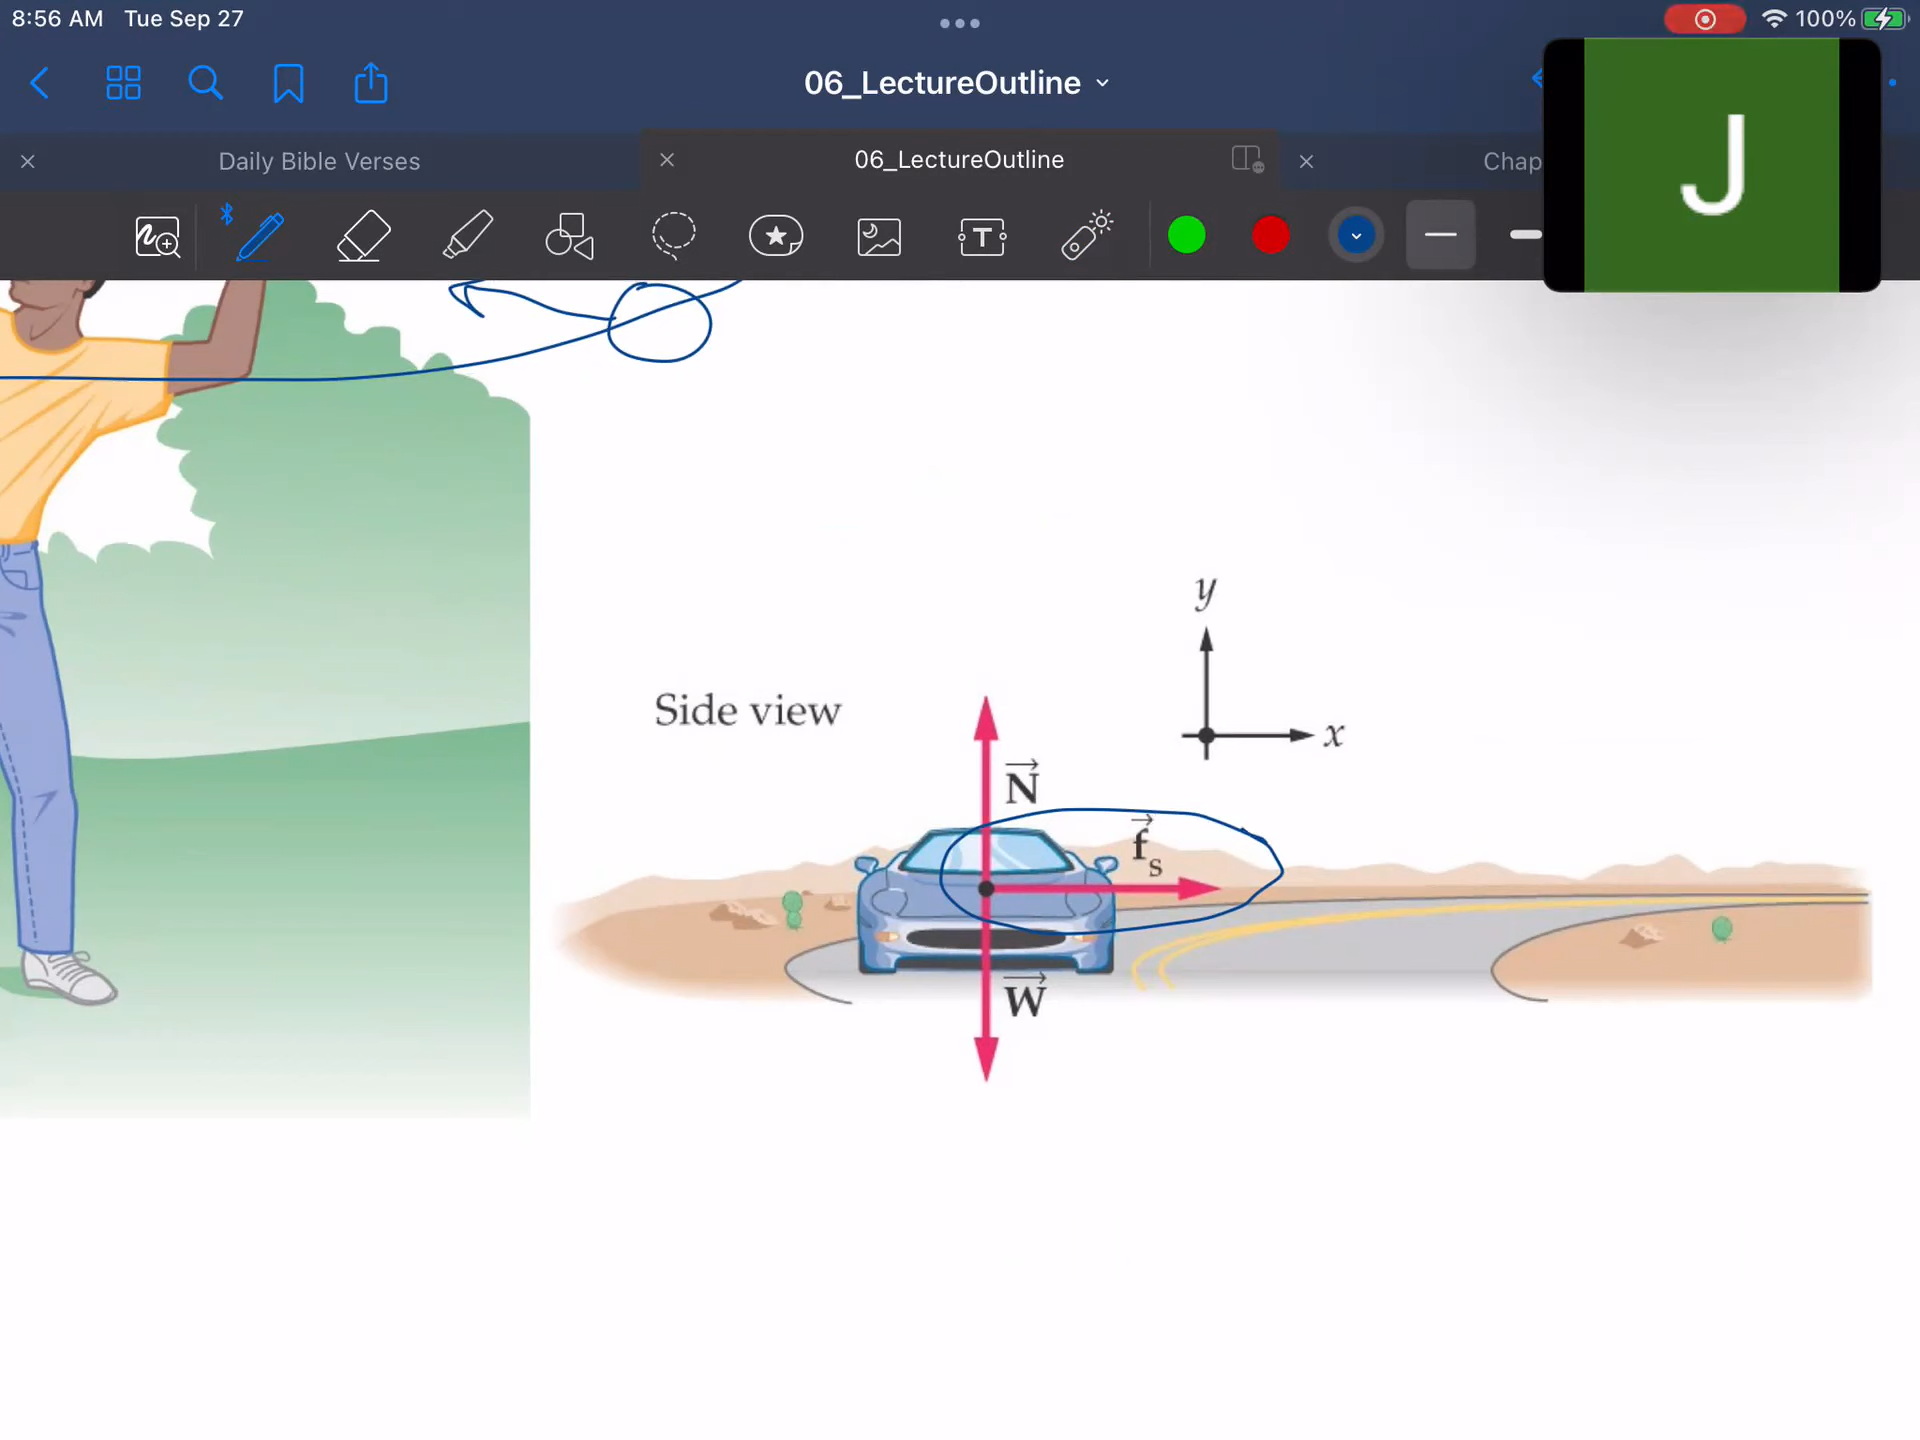 8:56 AM Tue Sep 27
100%
06_LectureOutline
Daily Bible Verses
06_LectureOutline
Chap
J
T
y
x
Side view
N
f s
W